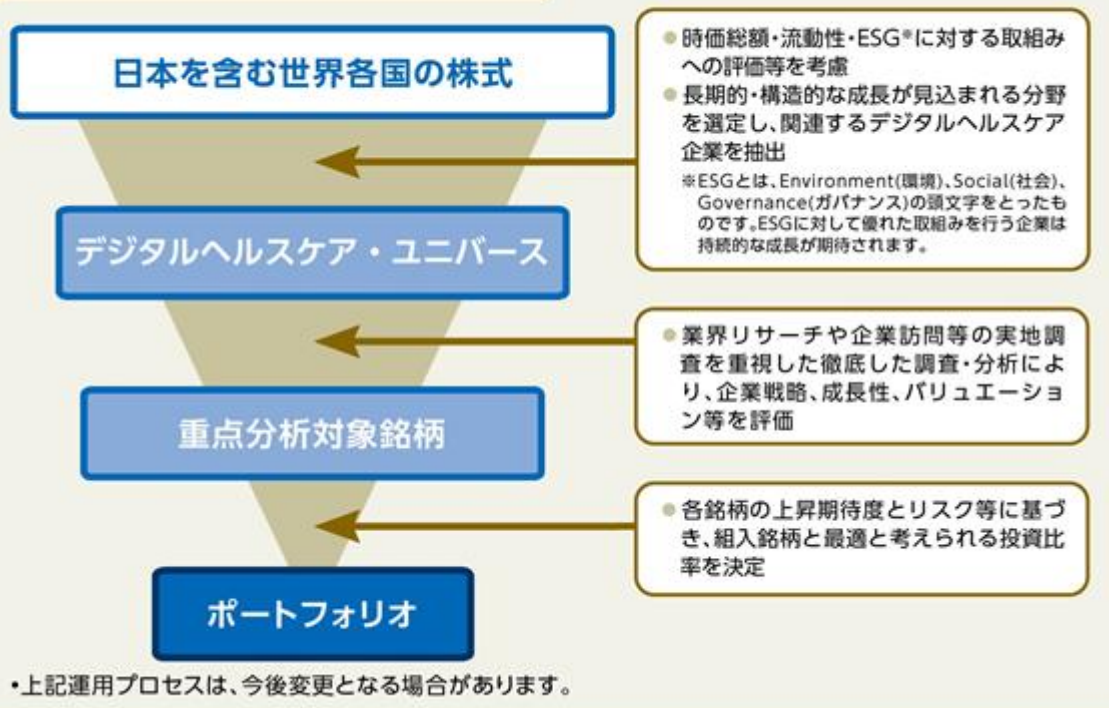 日本を含む世界各国の株式
●時価総額・流動性・ESG※に対する取組み
への評価等を考慮
●長期的・構造的な成長が見込まれる分野
を選定し、関連するデジタルヘルスケア
企業を抽出
※ESGとは、Environment(環境)、Social(社会)、
Governance(ガバナンス)の頭文字をとったも
のです。ESGに対して優れた取組みを行う企業は
持続的な成長が期待されます。
デジタルヘルスケア・ユニバース
●業界リサーチや企業訪問等の実地調
査を重視した徹底した調査・分析によ
り、企業戦略、成長性、バリュエーショ
ン等を評価
重点分析対象銘柄
●各銘柄の上昇期待度とリスク等に基づ
き、組入銘柄と最適と考えられる投資比
率を決定
ポートフォリオ
・上記運用プロセスは、今後変更となる場合があります。